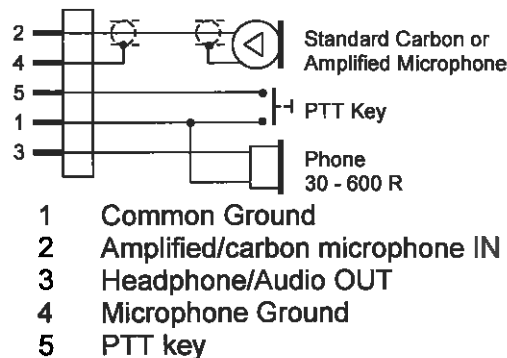 2
4
5
1
3
Standard Carbon or
Amplified Microphone
PTT Key
Phone
30 - 600 R
1 Common Ground
2 Amplified/carbon microphone IN
3 Headphone/Audio OUT
4 Microphone Ground
5 PTT key